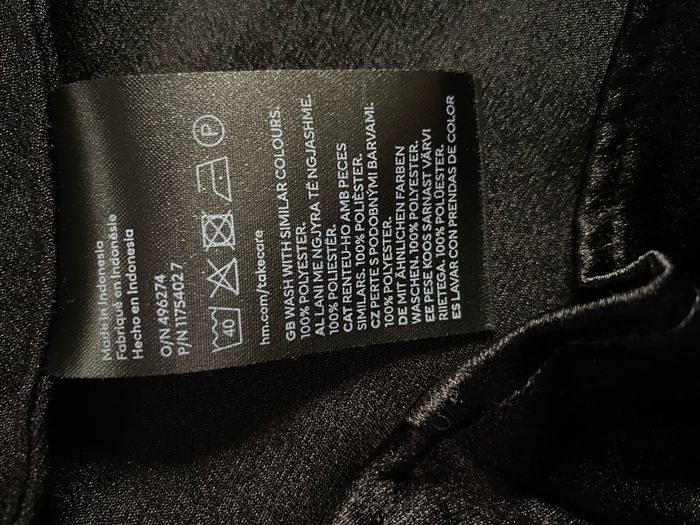 Made in Indonesia
Fabriqué en Indonésie
Hecho en Indonesia
O/N 496274
P/N 1175402 7
40
P
hm.com/takecare
GB WASH WITH SIMILAR COLOURS.
100% POLYESTER.
AL LANI ME NGJYRA TË NGJASHME.
100% POLIESTËR.
CAT RENTEU-HO AMB PECES
SIMILARS. 100% POLIÈSTER.
CZ PERTE S PODOBNÝMI BARVAMI.
100% POLYESTER.
DE MIT ÄHNLICHEN FARBEN
WASCHEN. 100% POLYESTER.
EE PESE KOOS SARNAST VÄRVI
RIIETEGA. 100% POLÜESTER.
ES LAVAR CON PRENDAS DE COLOR